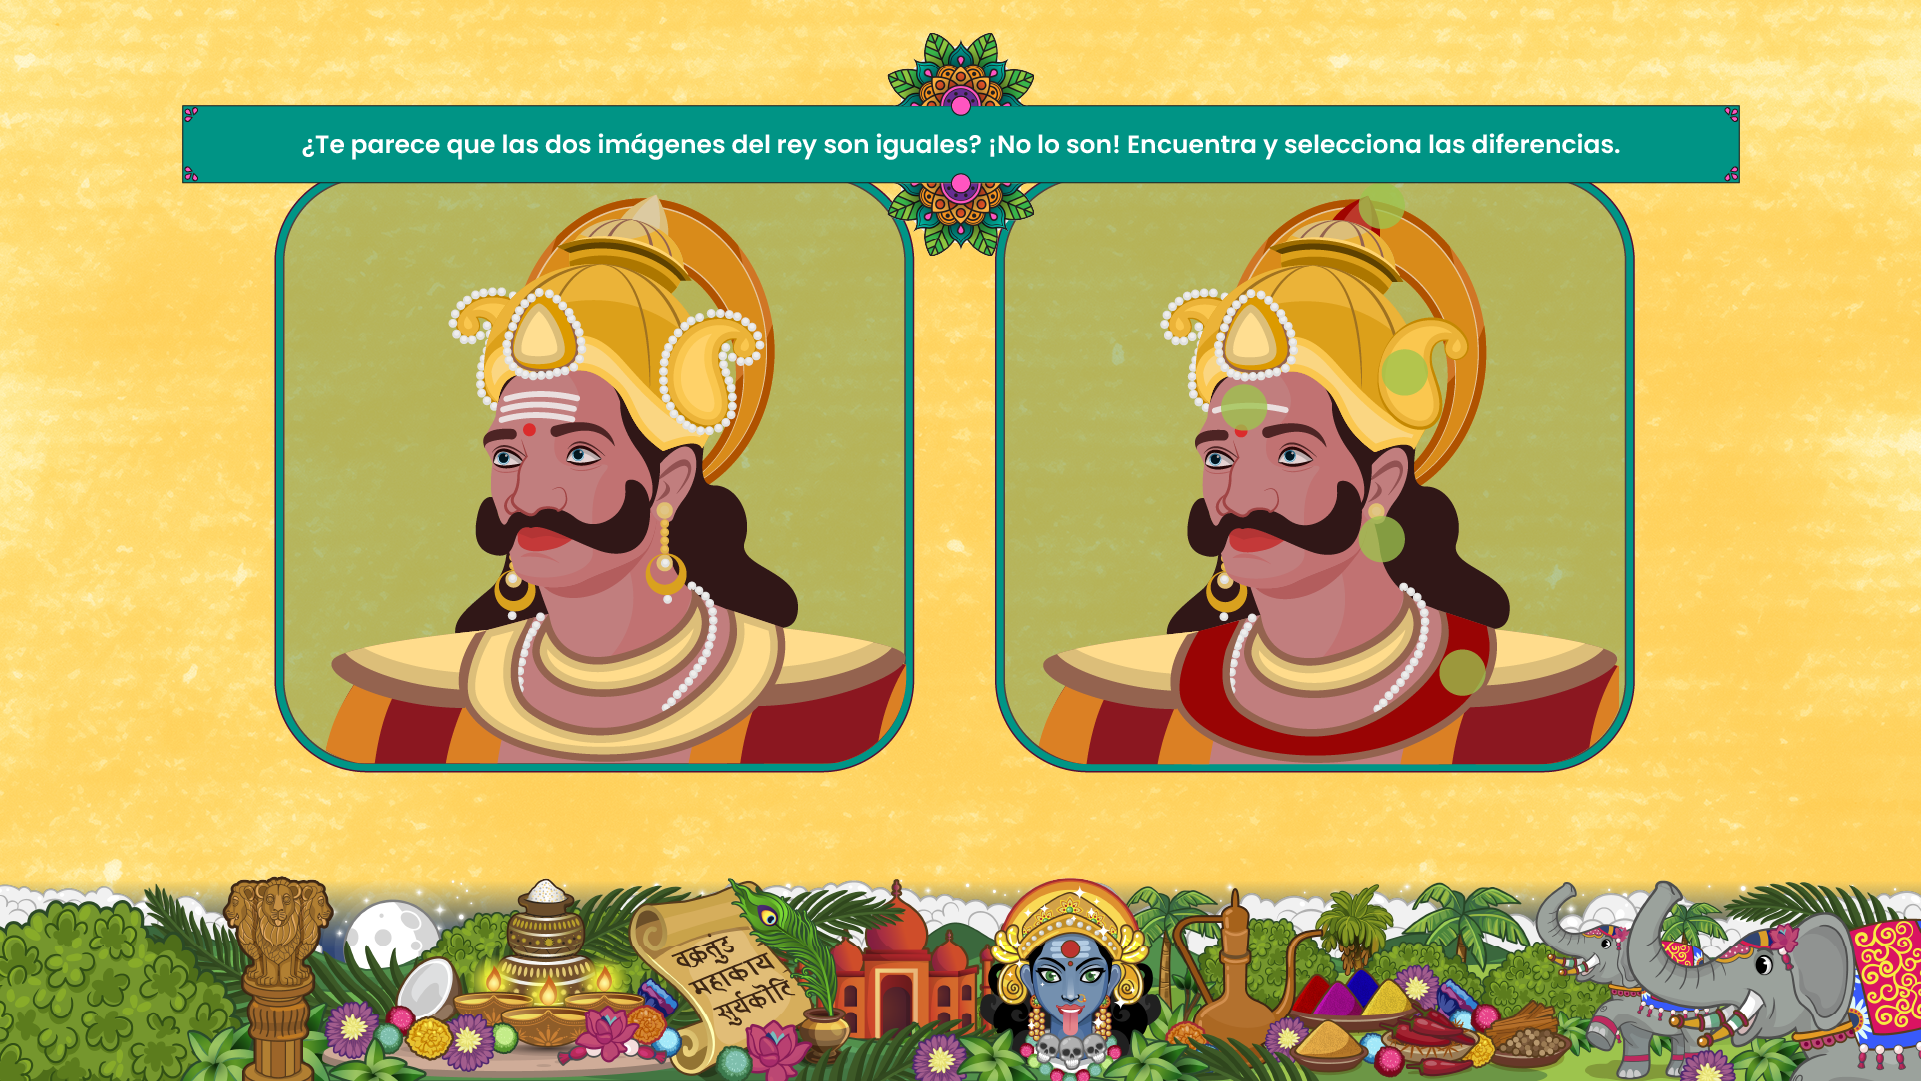 ¿Te parece que las dos imágenes del rey son iguales? ¡No lo son! Encuentra y selecciona las diferencias.
वक्रतुंड
महाकाय
सुर्यकोटि